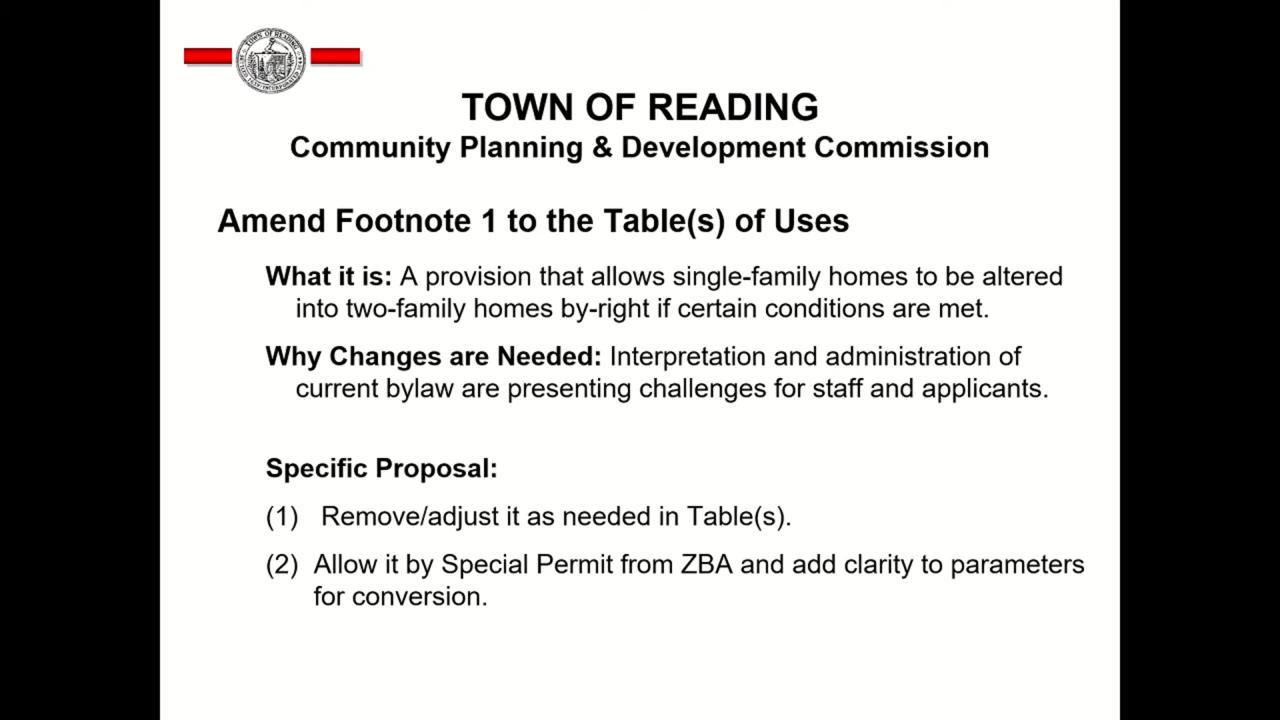 TOWN OF READING
Community Planning & Development Commission
Amend Footnote 1 to the Table(s) of Uses
What it is: A provision that allows single-family homes to be altered
into two-family homes by-right if certain conditions are met.
Why Changes are Needed: Interpretation and administration of
current bylaw are presenting challenges for staff and applicants.
Specific Proposal:
(1) Remove/adjust it as needed in Table(s).
(2) Allow it by Special Permit from ZBA and add clarity to parameters
for conversion.